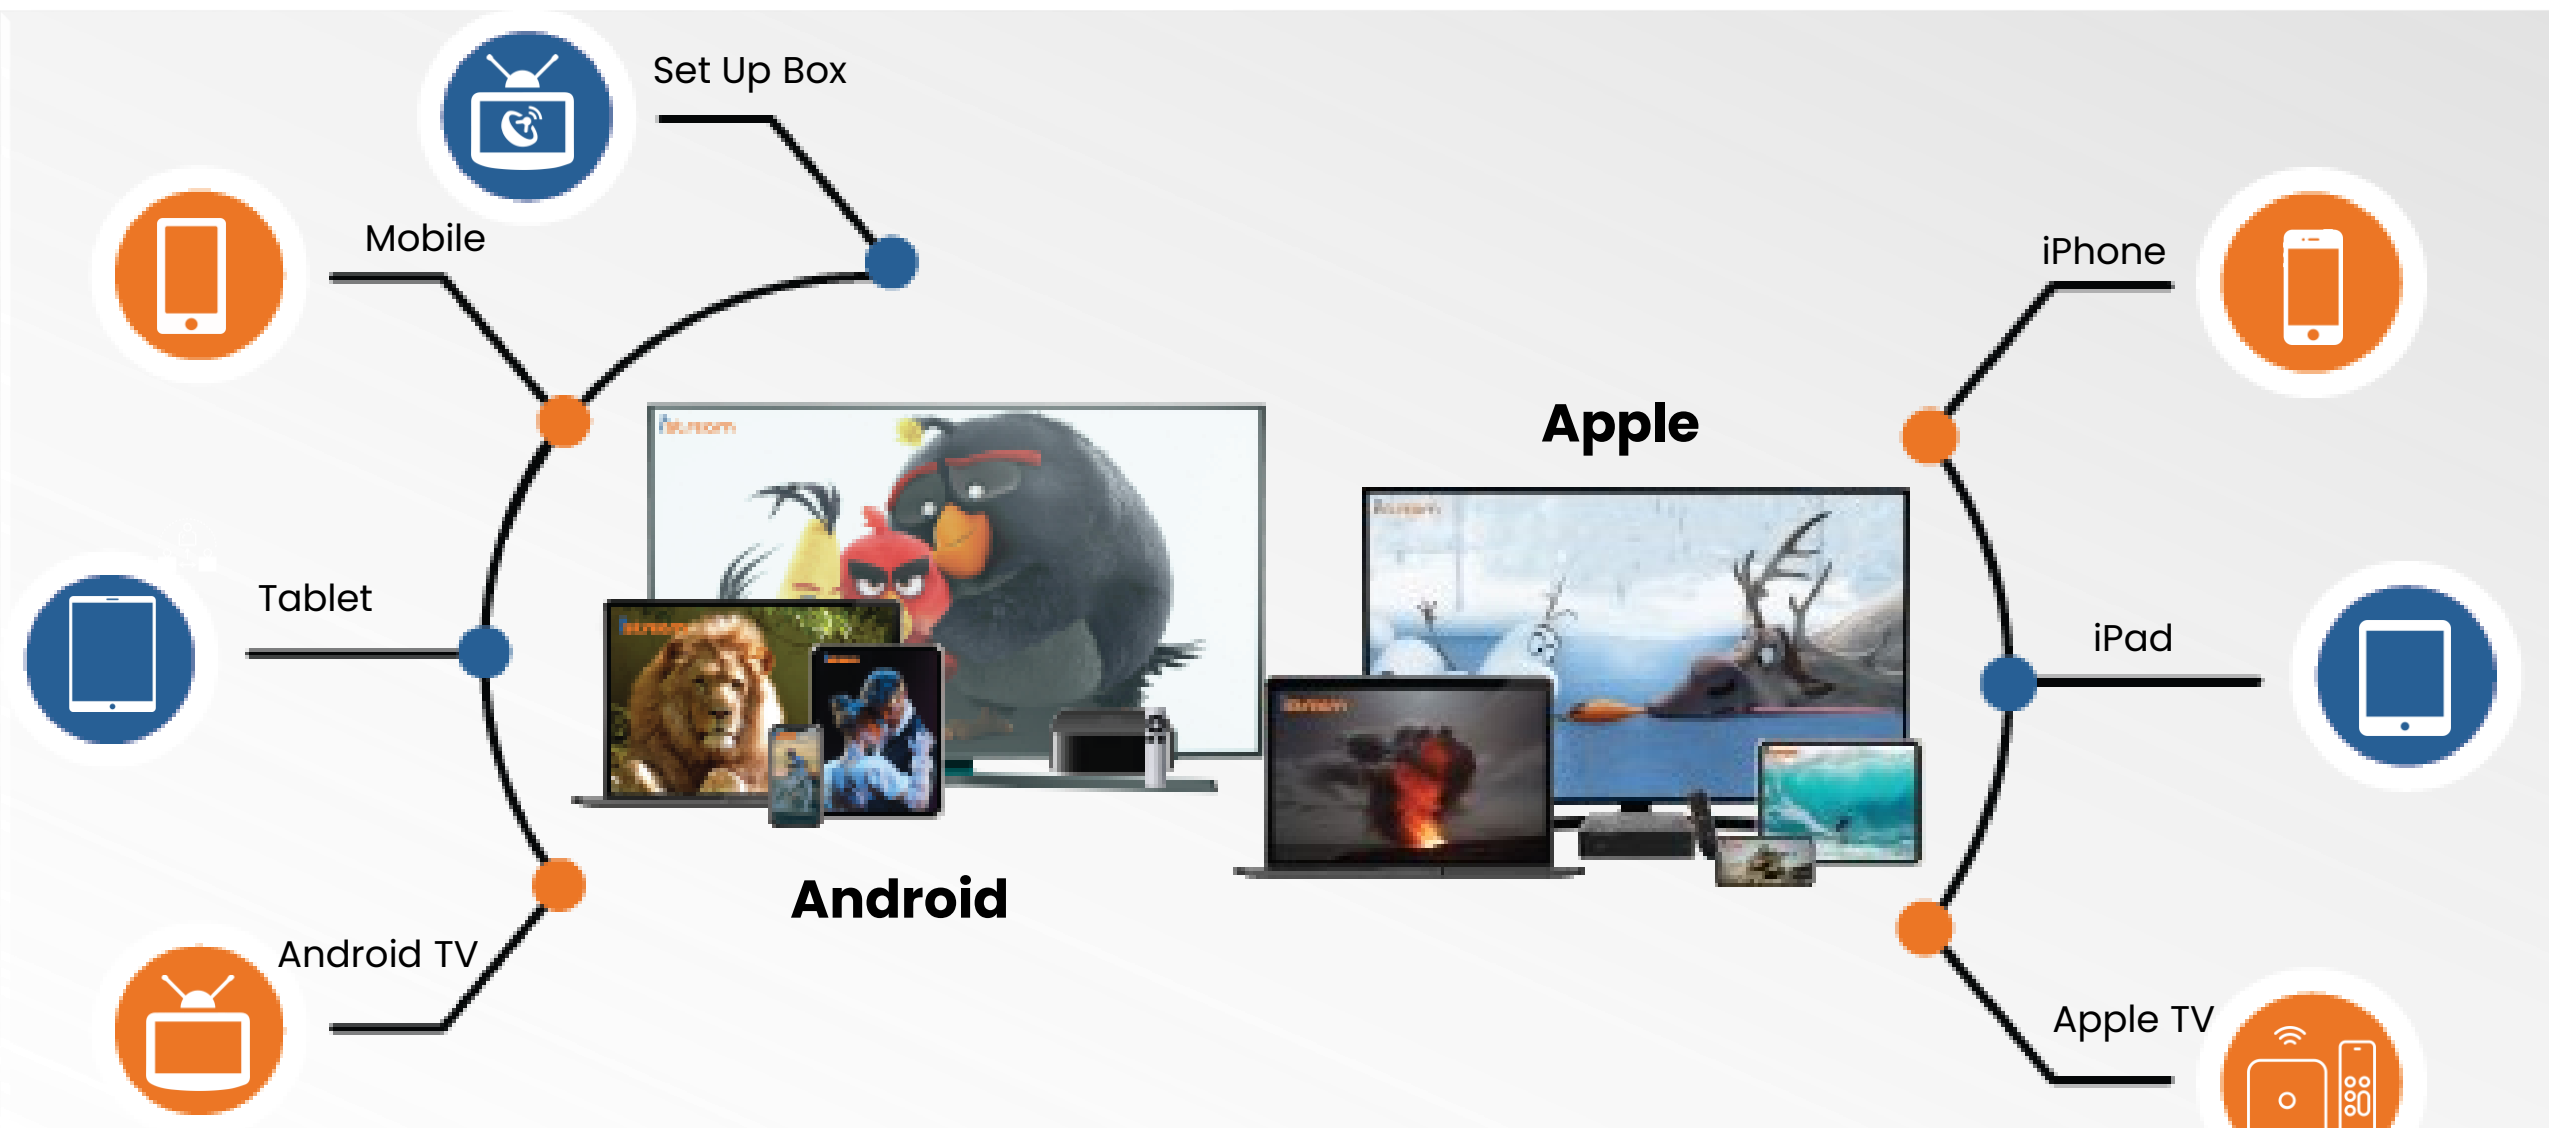 Set Up Box
Mobile
iPhone
Apple
Tablet
iPad
Android
Android TV
Apple TV